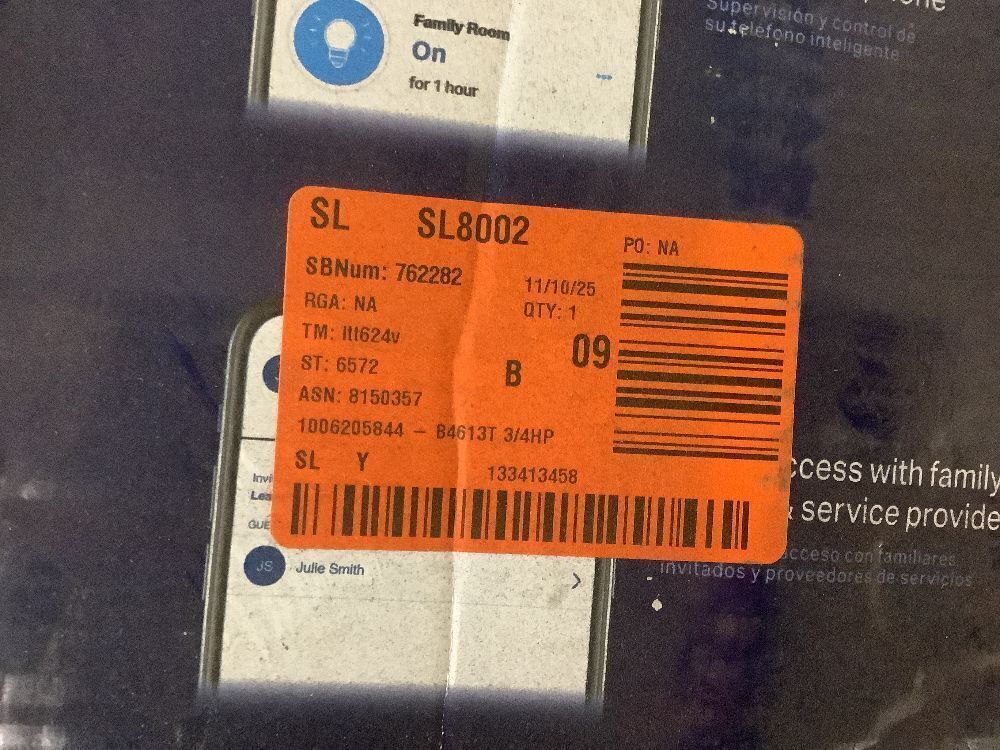 Family Room
On
for 1 hour
Supervisión y control de
su teléfono inteligente
SL SL8002
PO: NA
SBNum: 762282
11/10/25
RGA: NA
QTY: 1
TM: ltl624v
09
ST: 6572
B
ASN: 8150357
1006205844 – B4613T 3/4HP
SL Y
133413458
JS Julie Smith
ccess with family
& service provide
cceso con familiares
invitados y proveedores de servicios